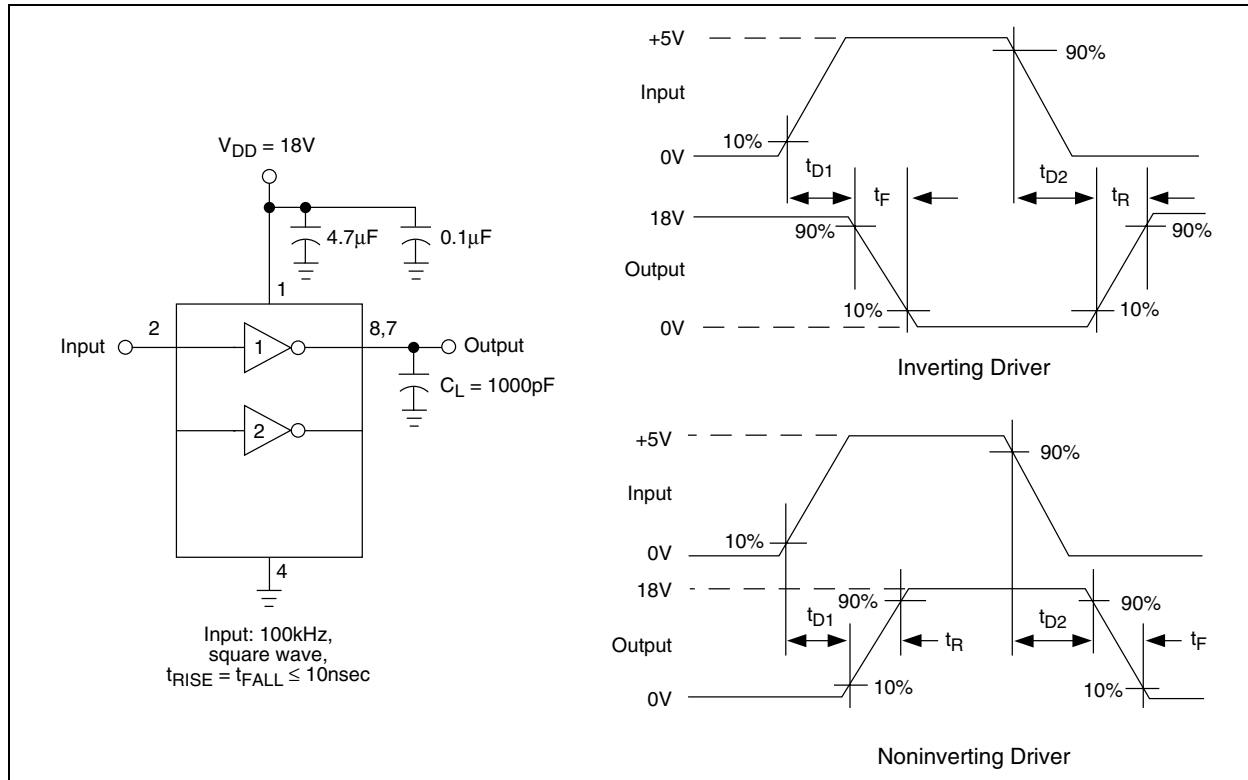 V_DD = 18V
4.7μF
0.1μF
1
2
8,7
Input
1
Output
C_L = 1000pF
2
4
Input: 100kHz,
square wave,
t_RISE = t_FALL ≤ 10nsec
+5V
90%
Input
10%
0V
t_D1
t_F
t_D2
t_R
18V
90%
90%
Output
10%
10%
0V
Inverting Driver
+5V
90%
Input
10%
0V
18V
90%
90%
t_D1
t_D2
Output
t_R
t_F
10%
10%
0V
Noninverting Driver